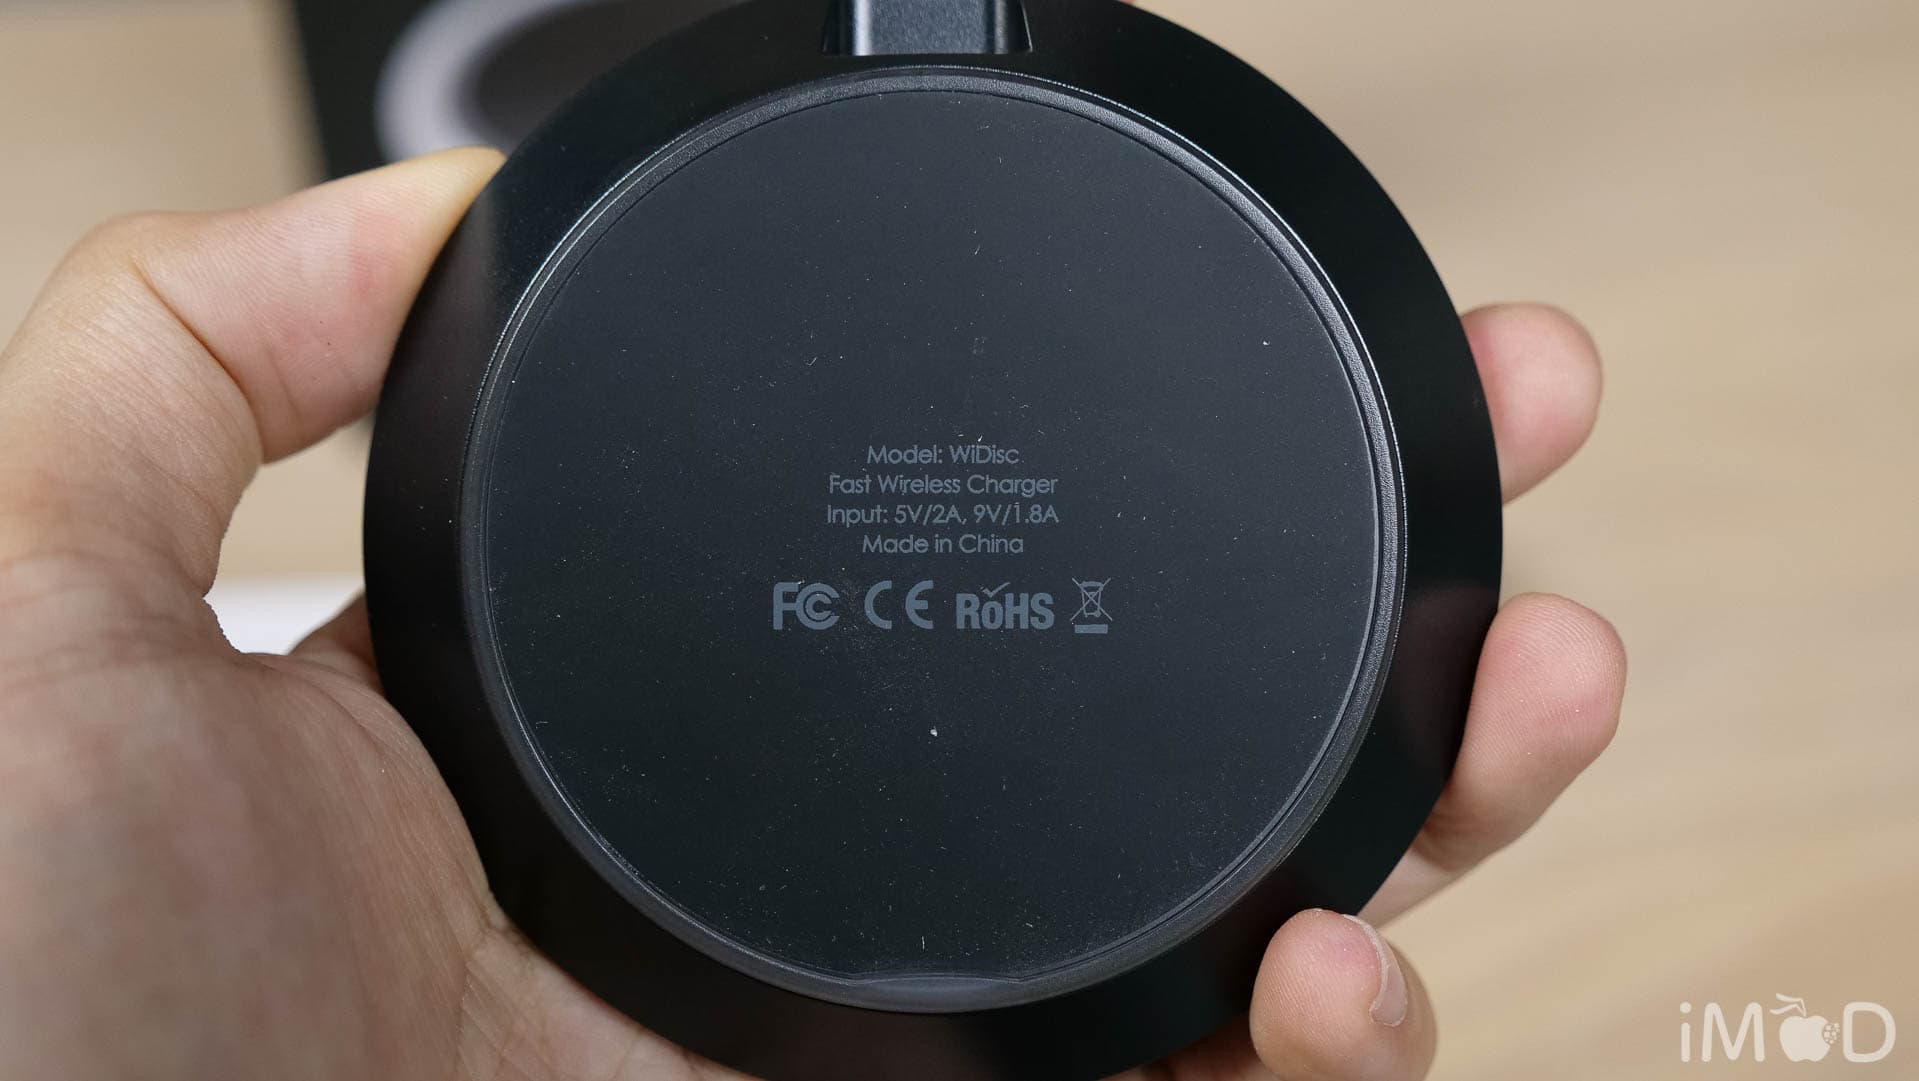 Model: WiDisc
Fast Wireless Charger
Input: 5V/2A, 9V/1.8A
Made in China
FC CE RoHS
iMOD